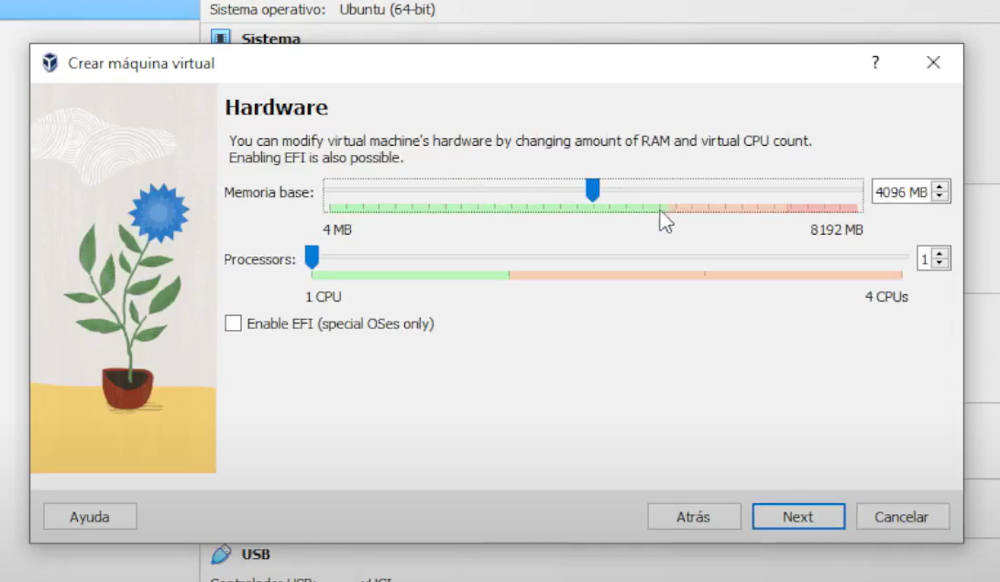 Sistema operativo: Ubuntu (64-bit)
Sistema
Crear máquina virtual
?
Hardware
You can modify virtual machine's hardware by changing amount of RAM and virtual CPU count.
Enabling EFI is also possible.
Memoria base: 4096 MB
4 MB 8192 MB
Processors: 1
1 CPU 4 CPUs
Enable EFI (special OSes only)
Ayuda Atrás Next Cancelar
USB
Controlador USB: